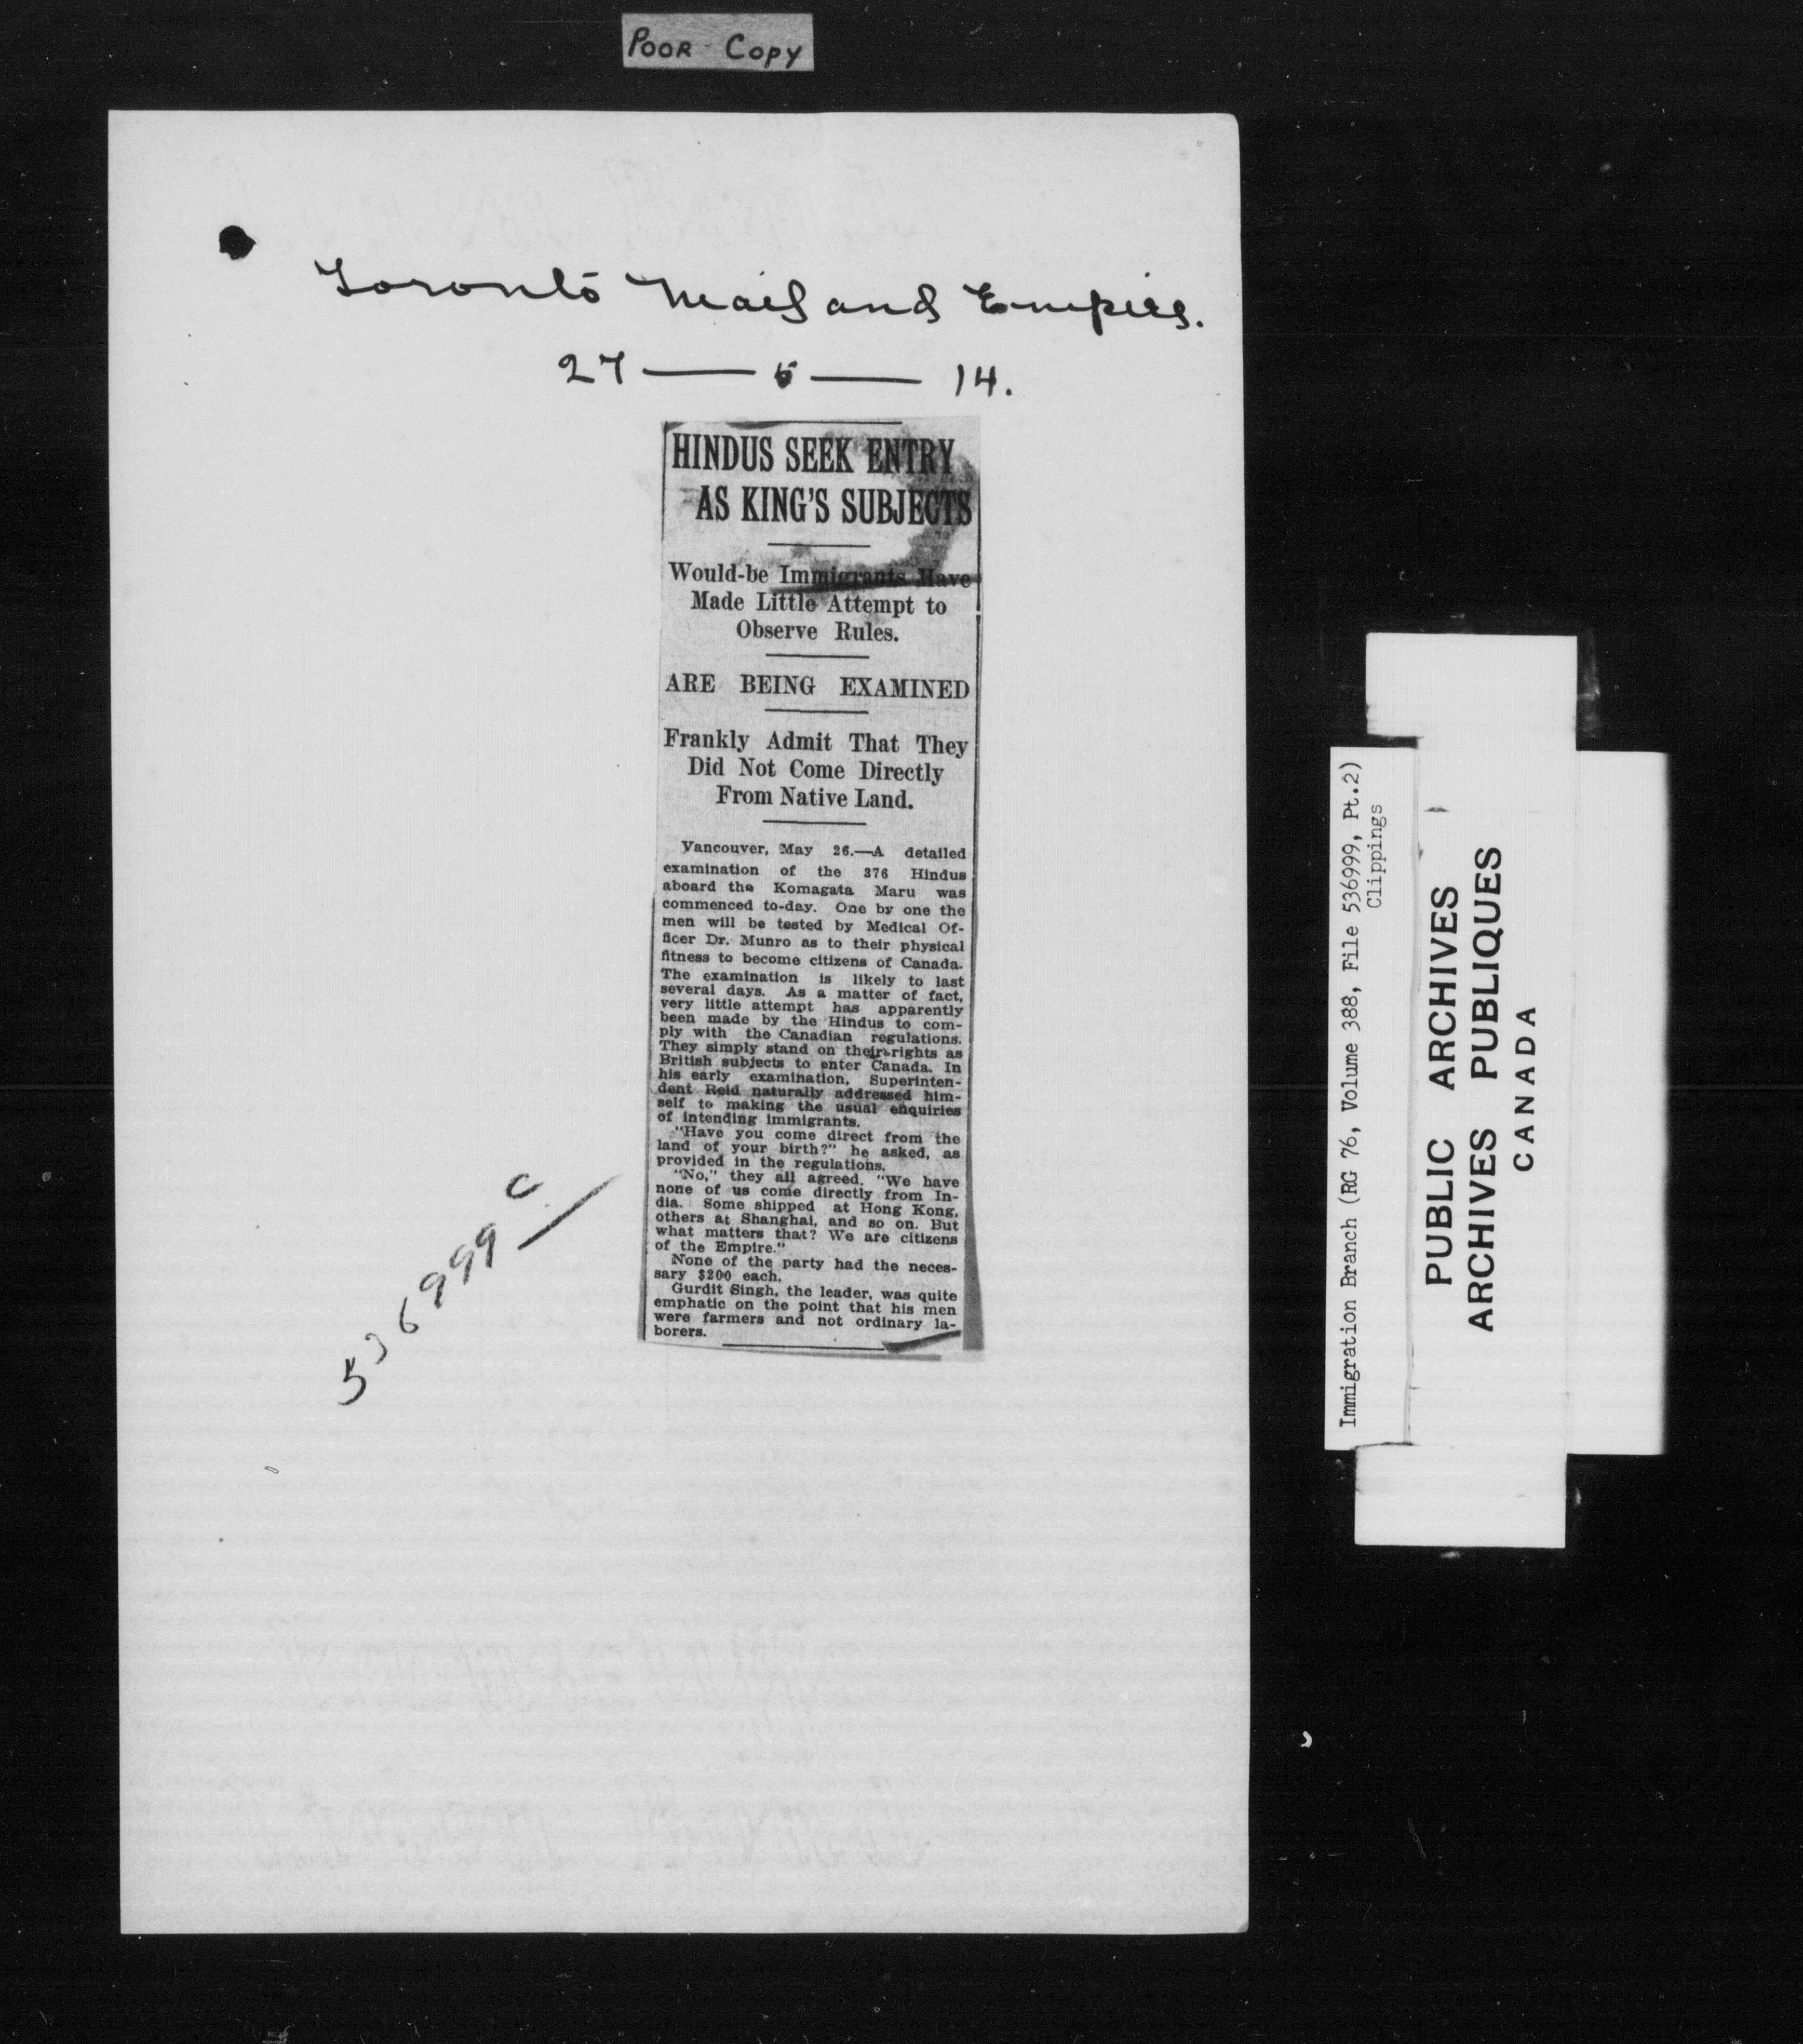 POOR COPY
Toronto Mail and Empire.
27 — 5 — 14.
HINDUS SEEK ENTRY
AS KING'S SUBJECTS
Would-be Immigrants Have
Made Little Attempt to
Observe Rules.
ARE BEING EXAMINED
Frankly Admit That They
Did Not Come Directly
From Native Land.
Vancouver, May 26.—A detailed
examination of the 376 Hindus
aboard the Komagata Maru was
commenced to-day. One by one the
men will be tested by Medical Of-
ficer Dr. Munro as to their physical
fitness to become citizens of Canada.
The examination is likely to last
several days. As a matter of fact,
very little attempt has apparently
been made by the Hindus to com-
ply with the Canadian regulations.
They simply stand on their rights as
British subjects to enter Canada. In
his early examination, Superinten-
dent Reid naturally addressed him-
self to making the usual enquiries
of intending immigrants.
"Have you come direct from the
land of your birth?" he asked, as
provided in the regulations.
"No," they all agreed. "We have
none of us come directly from In-
dia. Some shipped at Hong Kong,
others at Shanghai, and so on. But
what matters that? We are citizens
of the Empire."
None of the party had the neces-
sary $200 each.
Gurdit Singh, the leader, was quite
emphatic on the point that his men
were farmers and not ordinary la-
borers.
536999 C
Immigration Branch (RG 76, Volume 388, File 536999, Pt.2)
Clippings
PUBLIC ARCHIVES
ARCHIVES PUBLIQUES
CANADA